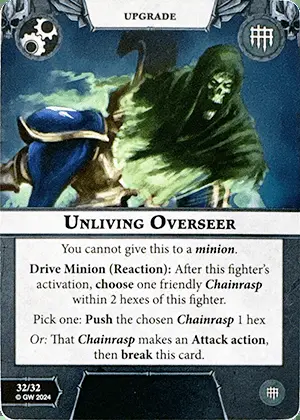 UPGRADE
UNLIVING OVERSEER
You cannot give this to a minion.
Drive Minion (Reaction): After this fighter's
activation, choose one friendly Chainrasp
within 2 hexes of this fighter.
Pick one: Push the chosen Chainrasp 1 hex
Or: That Chainrasp makes an Attack action,
then break this card.
32/32
© GW 2024